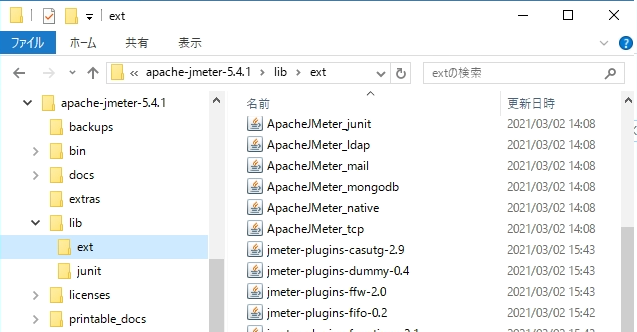 ext
ファイル ホーム 共有 表示
« apache-jmeter-5.4.1 › lib › ext extの検索
apache-jmeter-5.4.1
backups
bin
docs
extras
lib
ext
junit
licenses
printable_docs
名前 更新日時
ApacheJMeter_junit 2021/03/02 14:08
ApacheJMeter_ldap 2021/03/02 14:08
ApacheJMeter_mail 2021/03/02 14:08
ApacheJMeter_mongodb 2021/03/02 14:08
ApacheJMeter_native 2021/03/02 14:08
ApacheJMeter_tcp 2021/03/02 14:08
jmeter-plugins-casutg-2.9 2021/03/02 15:43
jmeter-plugins-dummy-0.4 2021/03/02 15:43
jmeter-plugins-ffw-2.0 2021/03/02 15:43
jmeter-plugins-fifo-0.2 2021/03/02 15:42